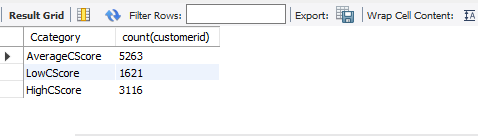 Result Grid Filter Rows: Export: Wrap Cell Content:
Ccategory count(customerid)
AverageCScore 5263
LowCScore 1621
HighCScore 3116